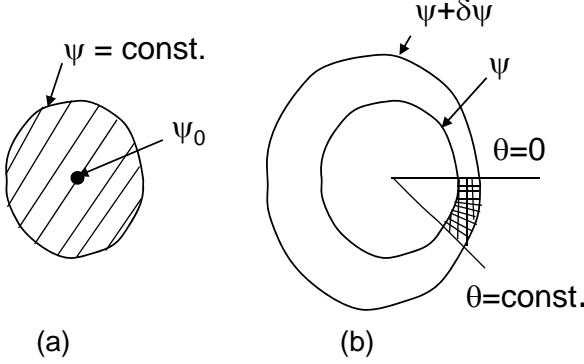 ψ = const.
ψ₀
(a)
ψ+δψ
ψ
θ=0
θ=const.
(b)